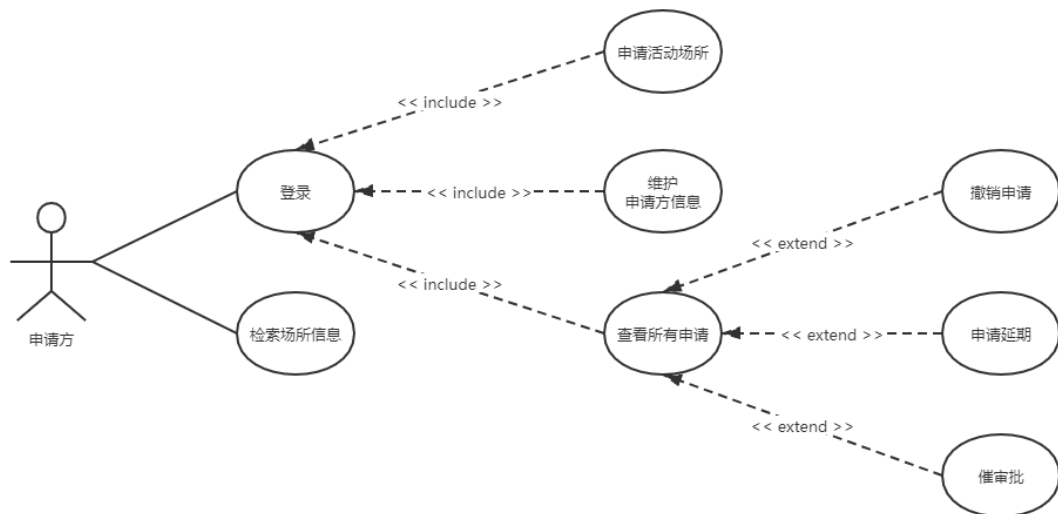 申请活动场所
<< include >>
登录
<< include >>
维护
申请方信息
撤销申请
<< extend >>
<< include >>
申请方
检索场所信息
查看所有申请
<< extend >>
申请延期
<< extend >>
催审批